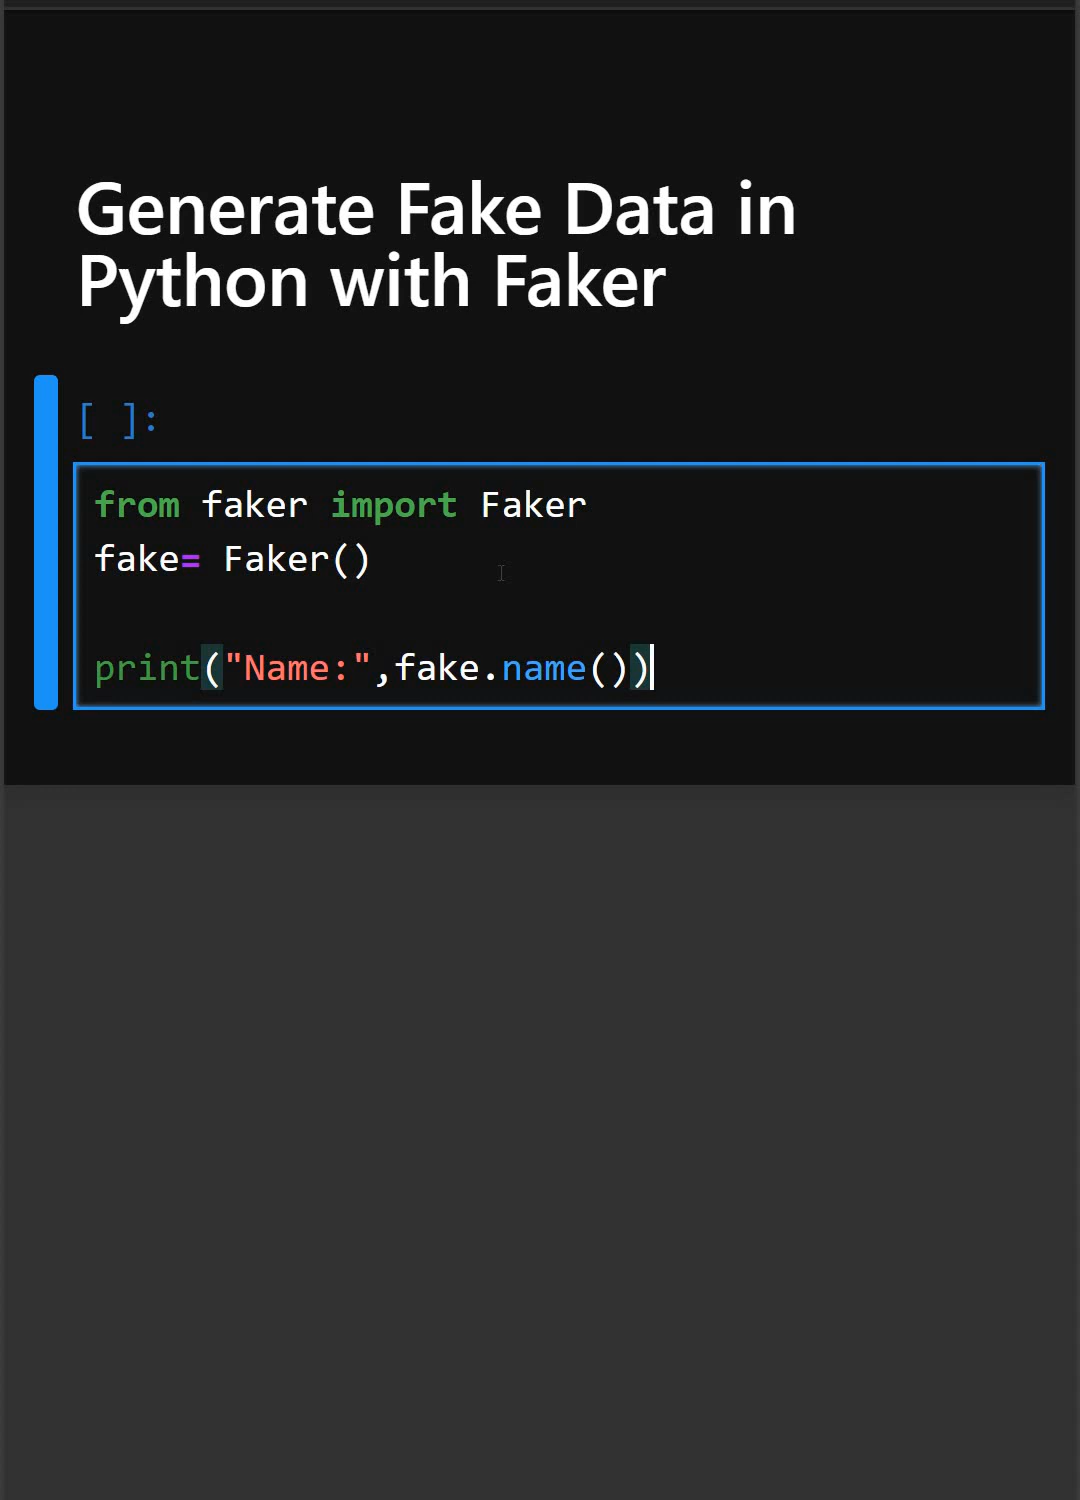 Generate Fake Data in
Python with Faker
[ ]:
from faker import Faker
fake= Faker()
print("Name:",fake.name())